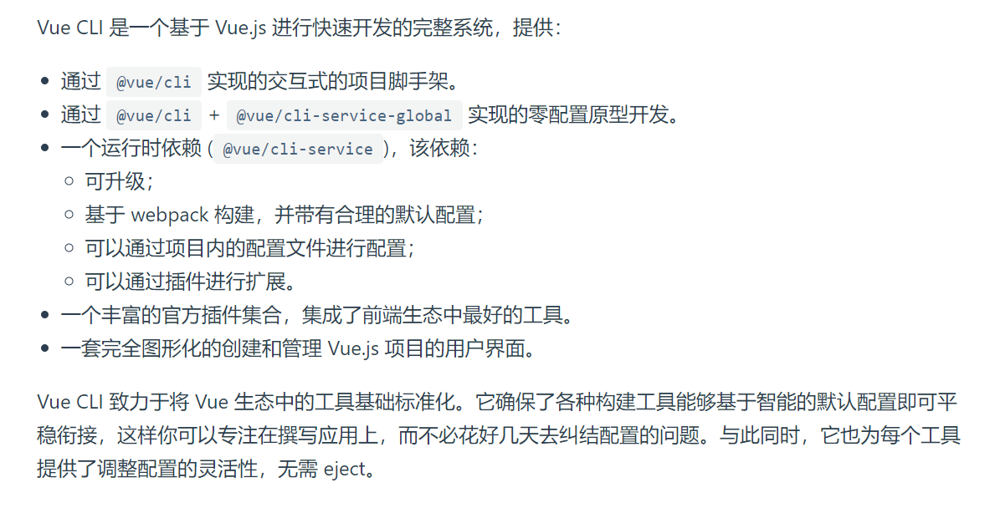 Vue CLI 是一个基于 Vue.js 进行快速开发的完整系统，提供：
通过 @vue/cli 实现的交互式的项目脚手架。
通过 @vue/cli + @vue/cli-service-global 实现的零配置原型开发。
一个运行时依赖 (@vue/cli-service)，该依赖：
可升级；
基于 webpack 构建，并带有合理的默认配置；
可以通过项目内的配置文件进行配置；
可以通过插件进行扩展。
一个丰富的官方插件集合，集成了前端生态中最好的工具。
一套完全图形化的创建和管理 Vue.js 项目的用户界面。
Vue CLI 致力于将 Vue 生态中的工具基础标准化。它确保了各种构建工具能够基于智能的默认配置即可平
稳衔接，这样你可以专注在撰写应用上，而不必花好几天去纠结配置的问题。与此同时，它也为每个工具
提供了调整配置的灵活性，无需 eject。